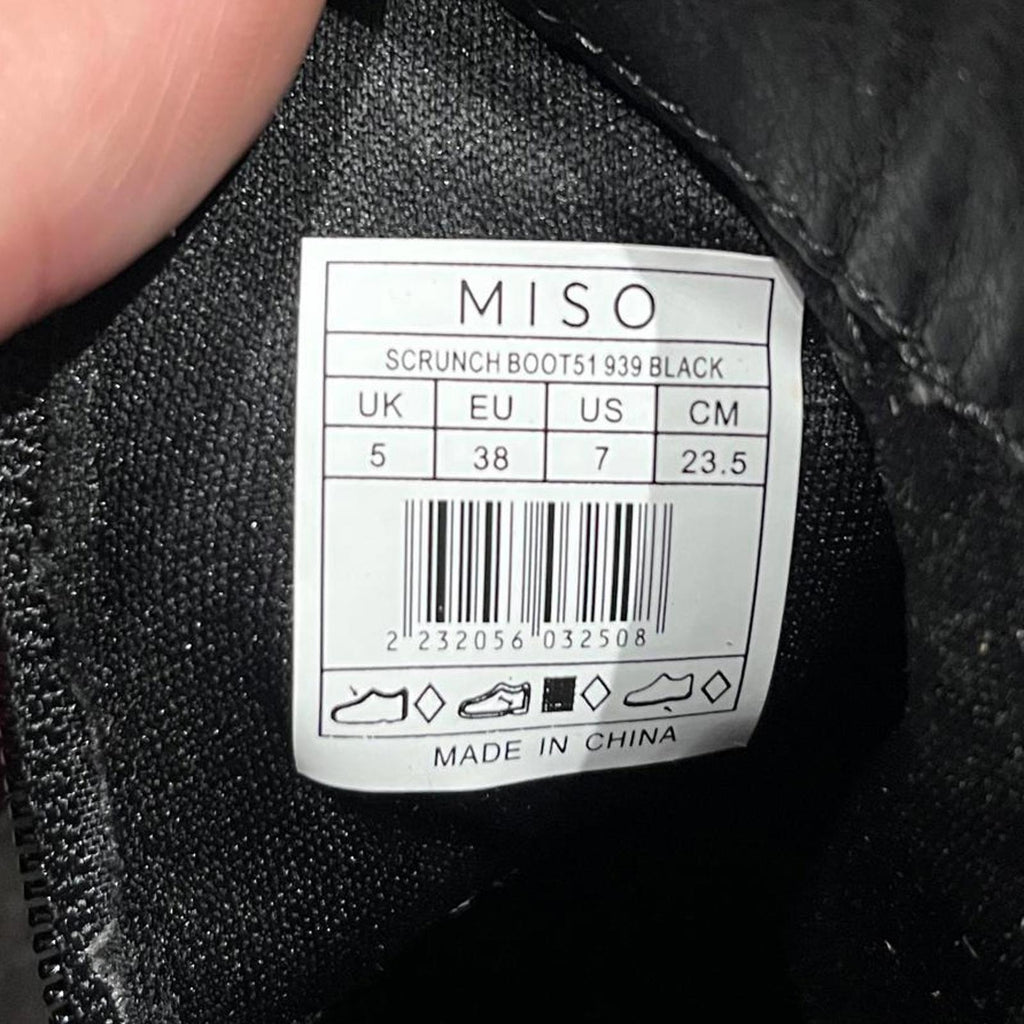 MISO
SCRUNCH BOOT51 939 BLACK
UK EU US CM
5 38 7 23.5
2 232056 032508
MADE IN CHINA